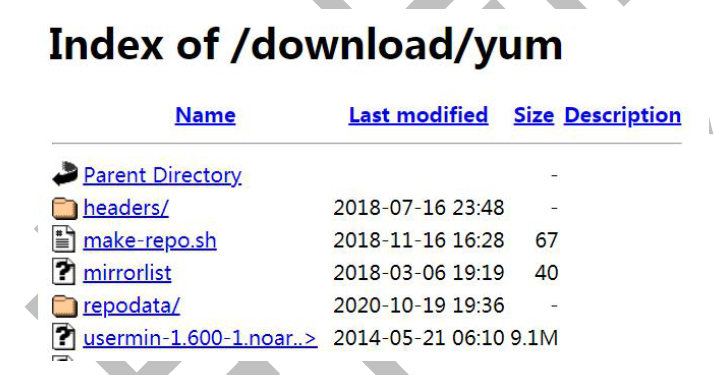 Index of /download/yum
Name Last modified Size Description
Parent Directory -
headers/ 2018-07-16 23:48 -
make-repo.sh 2018-11-16 16:28 67
mirrorlist 2018-03-06 19:19 40
repodata/ 2020-10-19 19:36 -
usermin-1.600-1.noar..> 2014-05-21 06:10 9.1M